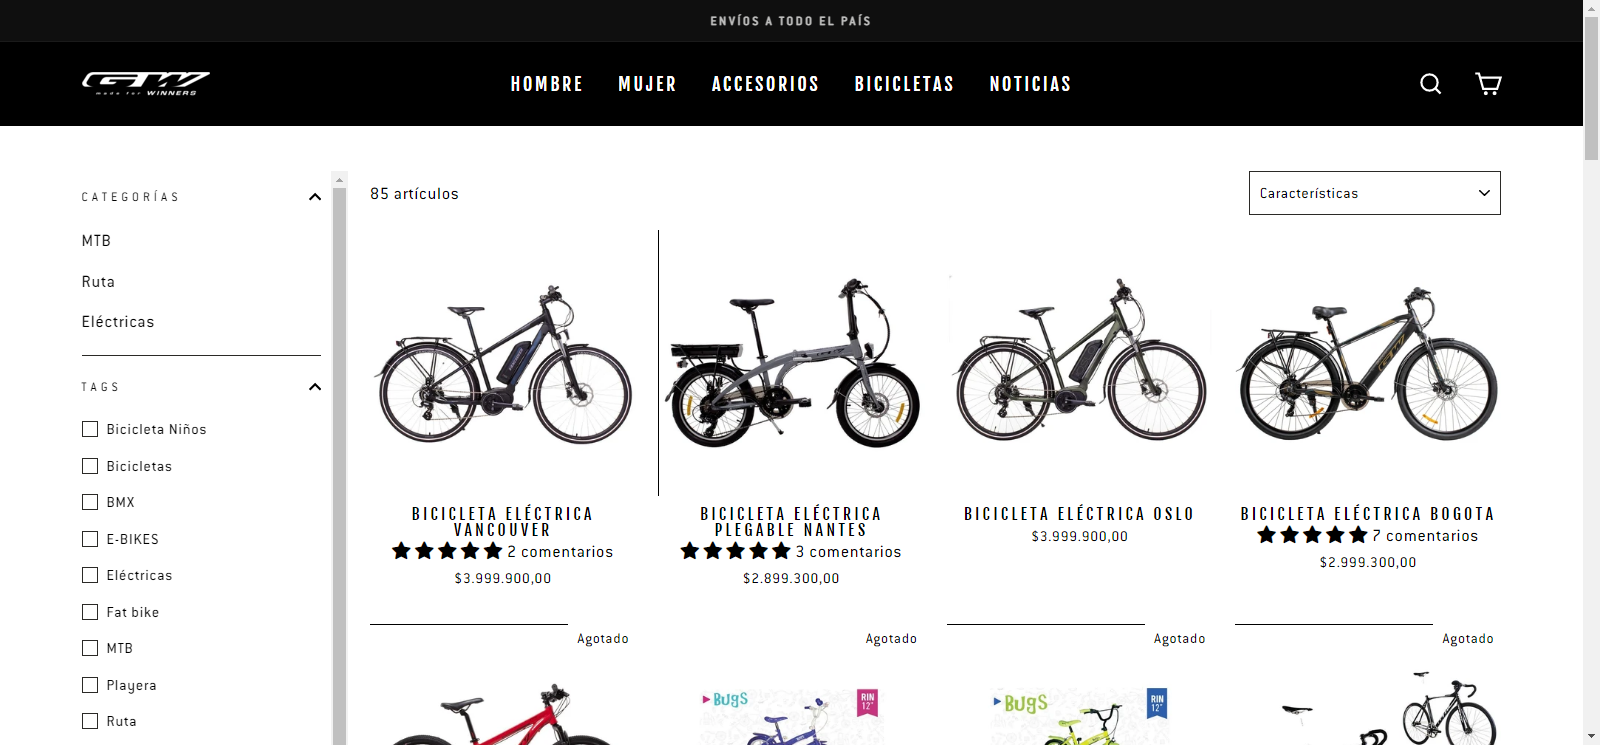 ENVÍOS A TODO EL PAÍS
GW
made for WINNERS
HOMBRE
MUJER
ACCESORIOS
BICICLETAS
NOTICIAS
CATEGORÍAS
MTB
Ruta
Eléctricas
TAGS
Bicicleta Niños
Bicicletas
BMX
E-BIKES
Eléctricas
Fat bike
MTB
Playera
Ruta
85 artículos
Características
BICICLETA ELÉCTRICA
VANCOUVER
2 comentarios
$3.999.900,00
BICICLETA ELÉCTRICA
PLEGABLE NANTES
3 comentarios
$2.899.300,00
BICICLETA ELÉCTRICA OSLO
$3.999.900,00
BICICLETA ELÉCTRICA BOGOTA
7 comentarios
$2.999.300,00
Agotado
Agotado
BUGS
RIN
12"
Agotado
BUGS
RIN
12"
Agotado